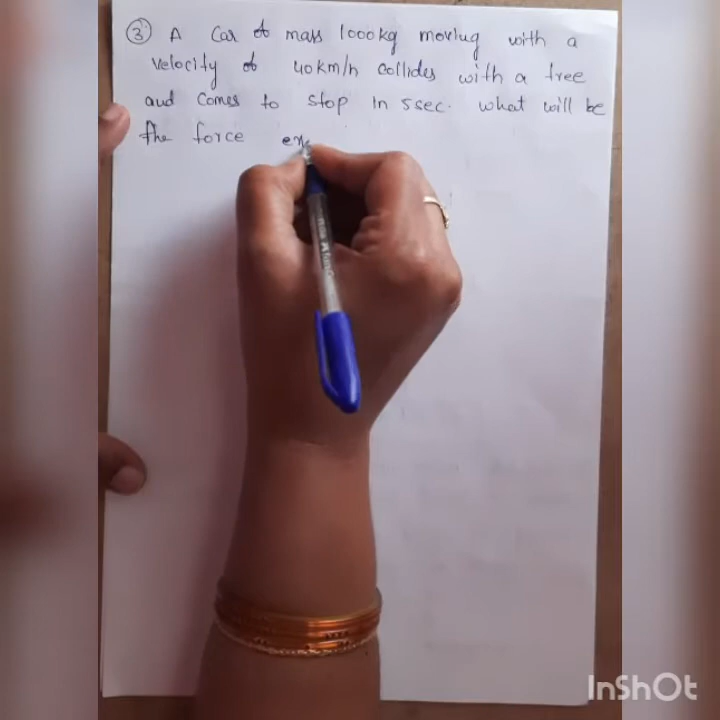 ③ A Car of mass 1000kg moving with a
velocity of 40km/h collides with a tree
and comes to stop in 5sec. what will be
the force ex
InShOt